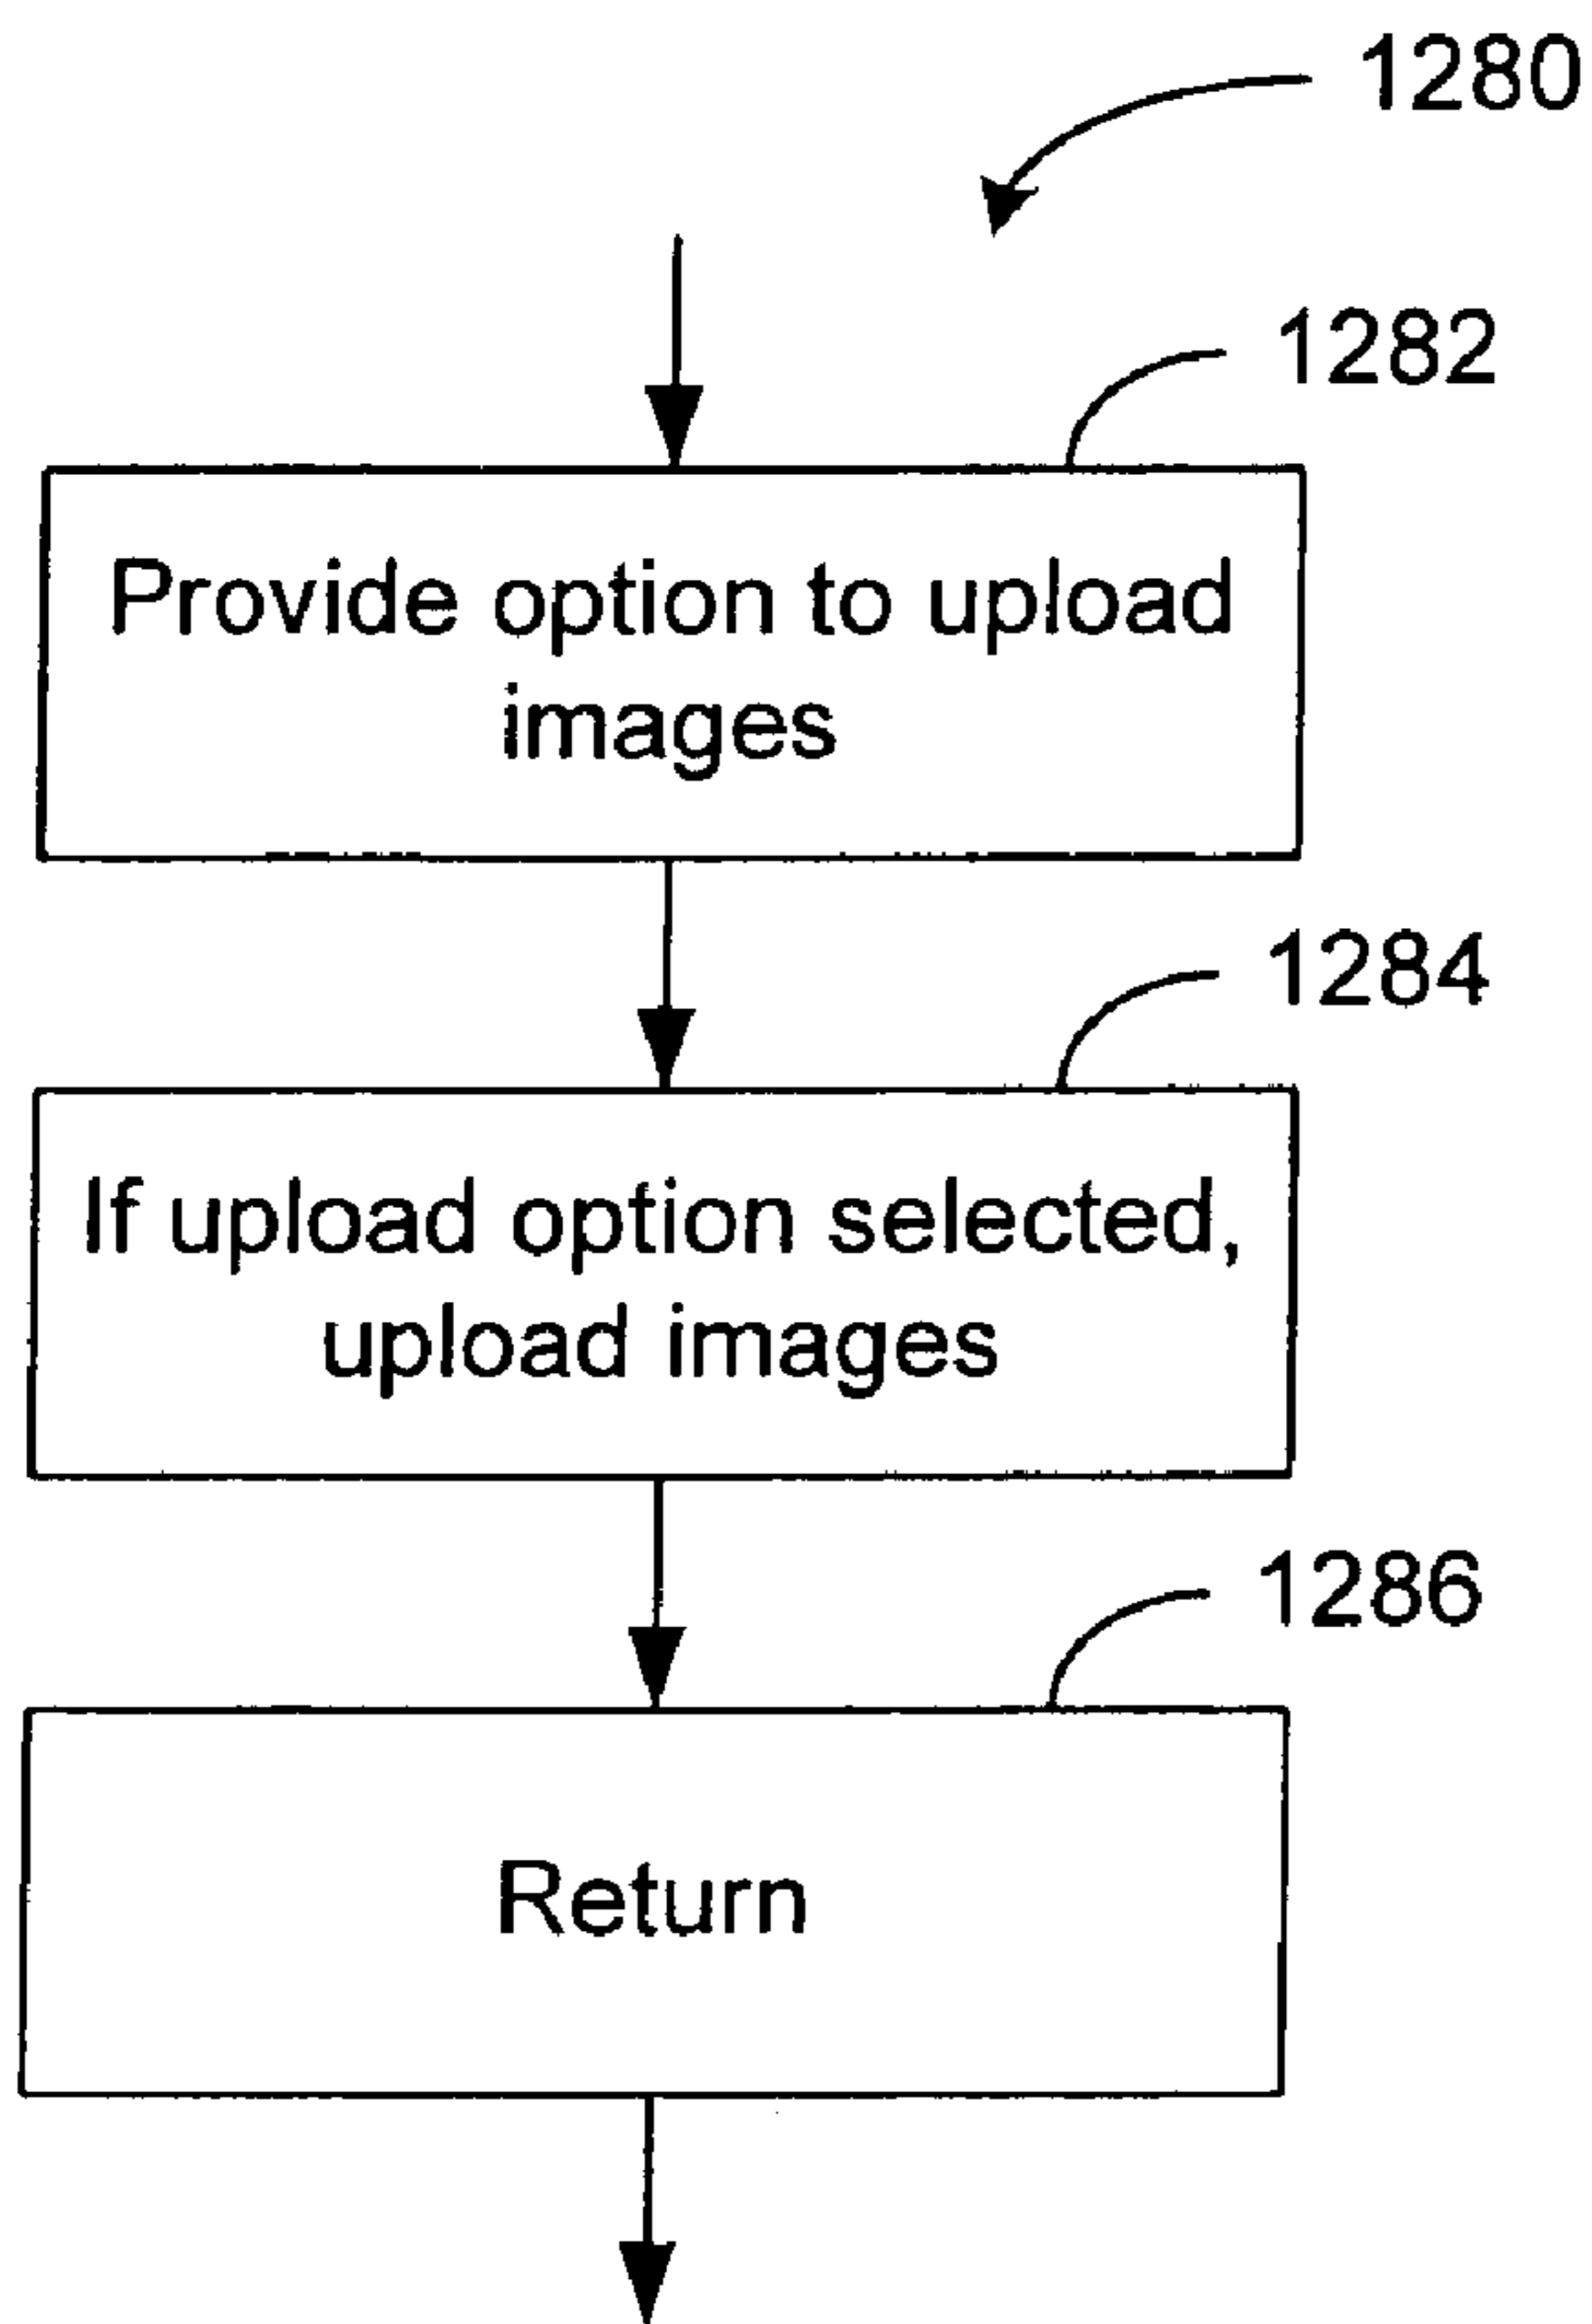 1280
1282
Provide option to upload
images
1284
If upload option selected,
upload images
1286
Return